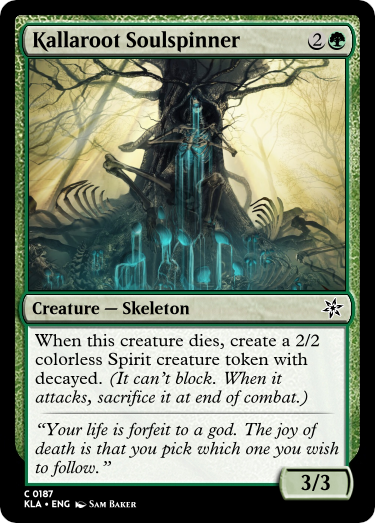 Kallaroot Soulspinner 2
Creature — Skeleton
When this creature dies, create a 2/2
colorless Spirit creature token with
decayed. (It can't block. When it
attacks, sacrifice it at end of combat.)
“Your life is forfeit to a god. The joy of
death is that you pick which one you wish
to follow.”
3/3
C 0187
KLA • ENG Sam Baker